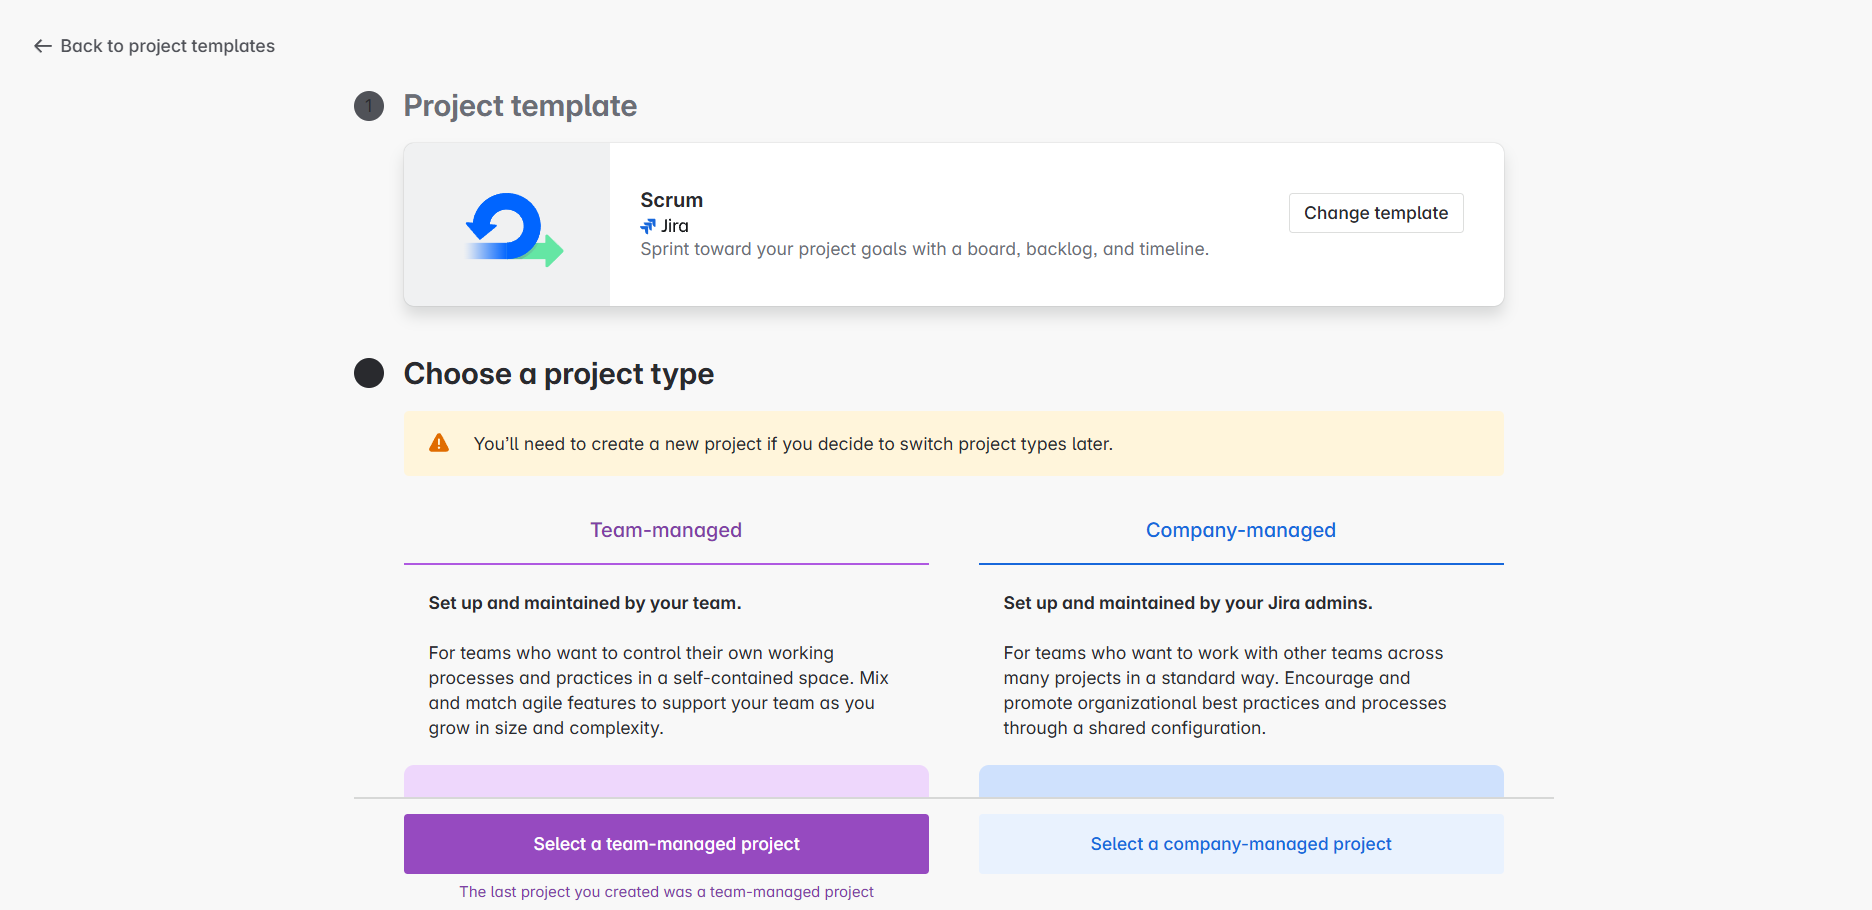 Back to project templates
1
Project template
Scrum
Jira
Sprint toward your project goals with a board, backlog, and timeline.
Change template
Choose a project type
You’ll need to create a new project if you decide to switch project types later.
Team-managed
Set up and maintained by your team.
For teams who want to control their own working
processes and practices in a self-contained space. Mix
and match agile features to support your team as you
grow in size and complexity.
Company-managed
Set up and maintained by your Jira admins.
For teams who want to work with other teams across
many projects in a standard way. Encourage and
promote organizational best practices and processes
through a shared configuration.
Select a team-managed project
The last project you created was a team-managed project
Select a company-managed project